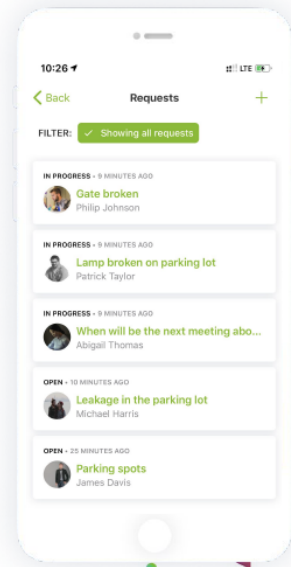 10:26
LTE
Back Requests +
FILTER: ✓ Showing all requests
IN PROGRESS • 9 MINUTES AGO
Gate broken
Philip Johnson
IN PROGRESS • 9 MINUTES AGO
Lamp broken on parking lot
Patrick Taylor
IN PROGRESS • 9 MINUTES AGO
When will be the next meeting abo...
Abigail Thomas
OPEN • 10 MINUTES AGO
Leakage in the parking lot
Michael Harris
OPEN • 25 MINUTES AGO
Parking spots
James Davis